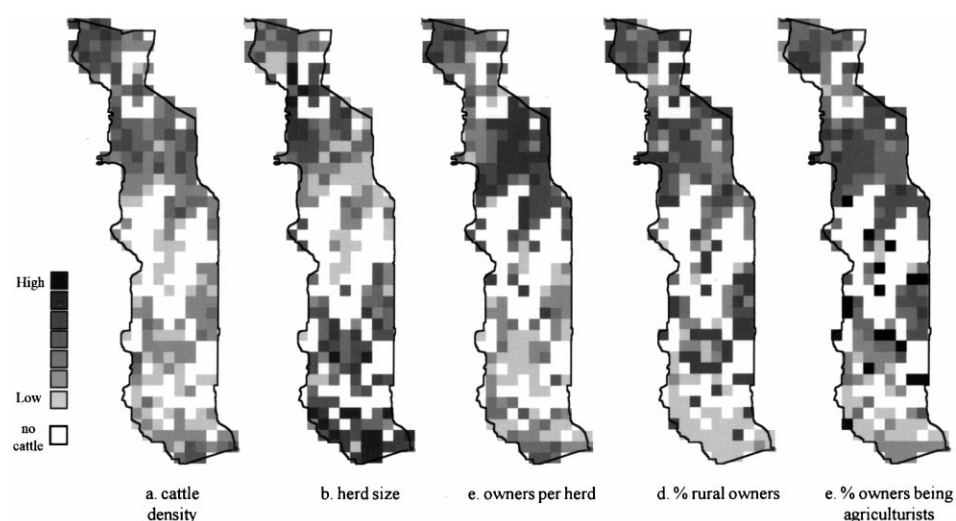 High
Low
no
cattle
a. cattle
density
b. herd size
e. owners per herd
d. % rural owners
e. % owners being
agriculturists